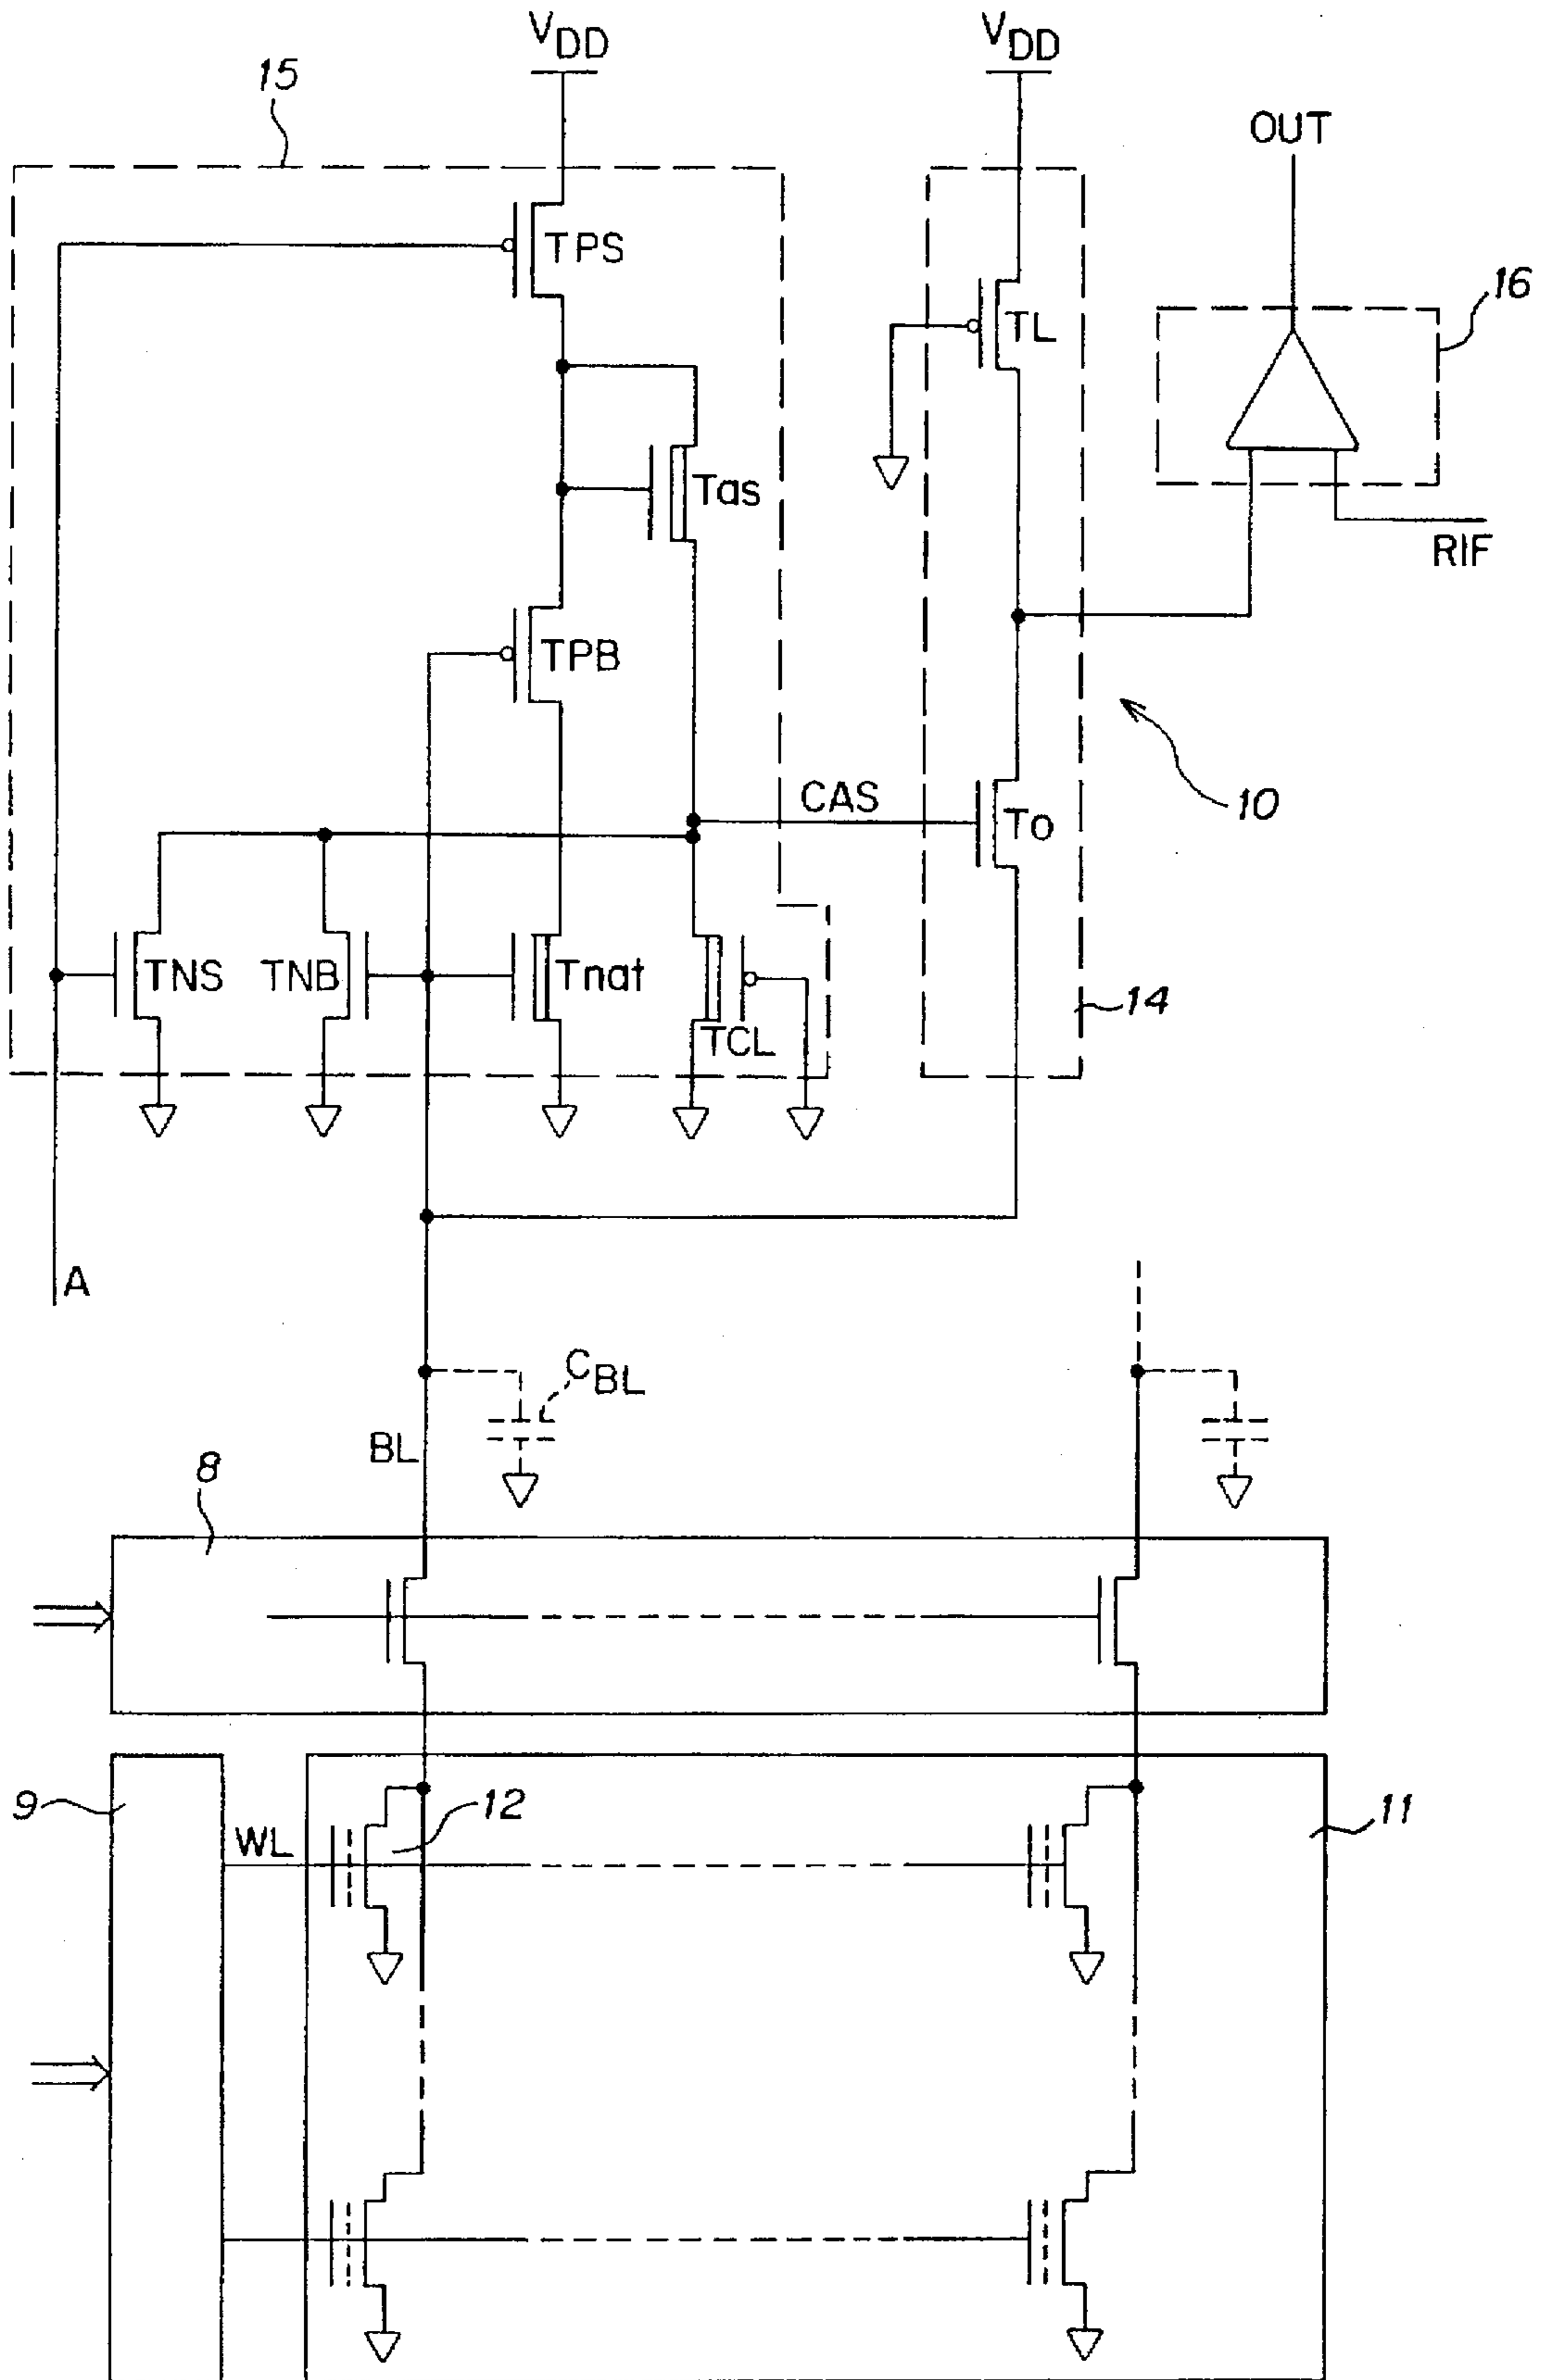 VDD
VDD
15
OUT
TPS
16
TL
Tas
RIF
TPB
CAS
10
To
TNS
TNB
Tnat
14
TCL
A
CBL
BL
8
9
12
11
WL